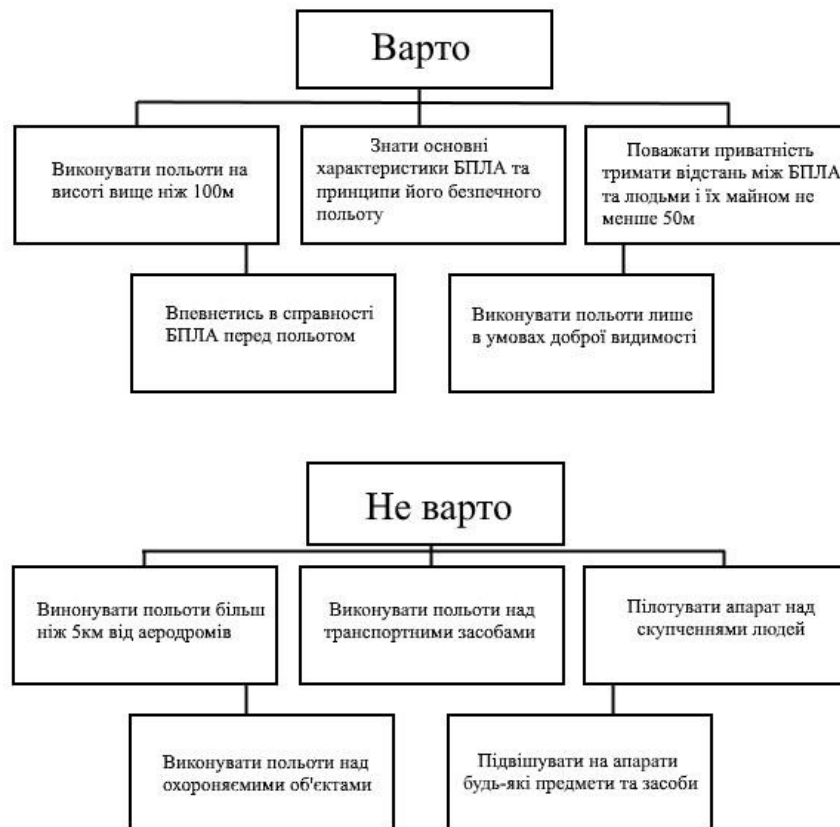 Варто
Виконувати польоти на
висоті вище ніж 100м
Знати основні
характеристики БПЛА та
принципи його безпечного
польоту
Поважати приватність
тримати відстань між БПЛА
та людьми і їх майном не
менше 50м
Впевнетись в справності
БПЛА перед польотом
Виконувати польоти лише
в умовах доброї видимості
Не варто
Винонувати польоти більш
ніж 5км від аеродромів
Виконувати польоти над
транспортними засобами
Пілотувати апарат над
скупченнями людей
Виконувати польоти над
охороняємими об'єктами
Підвішувати на апарати
будь-які предмети та засоби